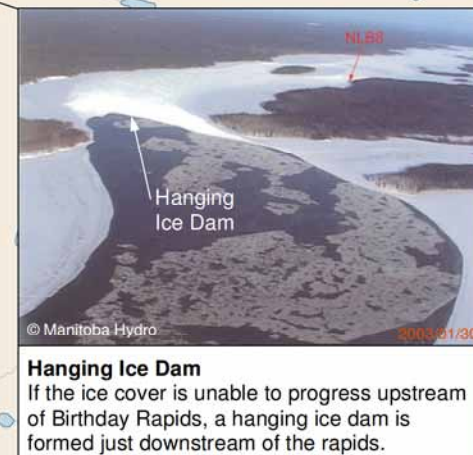 NLB8
Hanging
Ice Dam
© Manitoba Hydro
2003/01/30
Hanging Ice Dam
If the ice cover is unable to progress upstream
of Birthday Rapids, a hanging ice dam is
formed just downstream of the rapids.